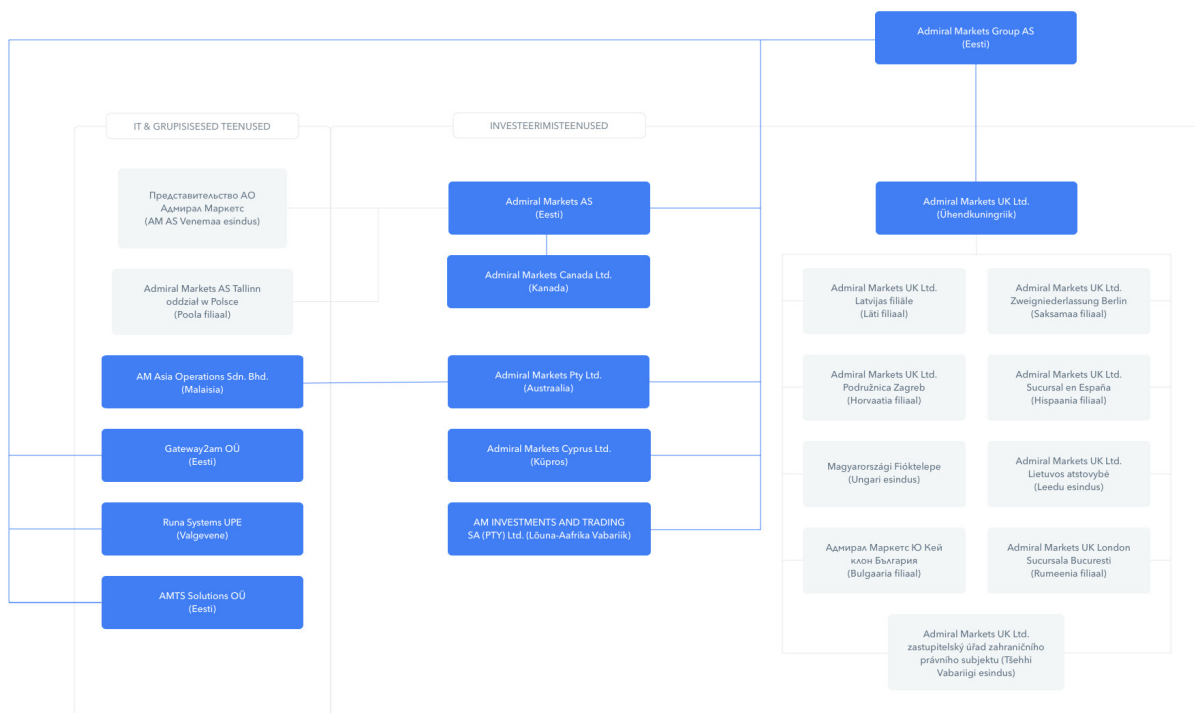 Admiral Markets Group AS
(Eesti)
IT & GRUPISISESED TEENUSED
INVESTEERIMISTEENUSED
Представительство АО
Адмирал Маркетс
(AM AS Venemaa esindus)
Admiral Markets AS Tallinn
oddział w Polsce
(Poola filiaal)
AM Asia Operations Sdn. Bhd.
(Malaisia)
Gateway2am OÜ
(Eesti)
Runa Systems UPE
(Valgevene)
AMTS Solutions OÜ
(Eesti)
Admiral Markets AS
(Eesti)
Admiral Markets Canada Ltd.
(Kanada)
Admiral Markets Pty Ltd.
(Austraalia)
Admiral Markets Cyprus Ltd.
(Küpros)
AM INVESTMENTS AND TRADING
SA (PTY) Ltd. (Lõuna-Aafrika Vabariik)
Admiral Markets UK Ltd.
(Ühendkuningriik)
Admiral Markets UK Ltd.
Latvijas filiāle
(Läti filiaal)
Admiral Markets UK Ltd.
Zweigniederlassung Berlin
(Saksamaa filiaal)
Admiral Markets UK Ltd.
Podružnica Zagreb
(Horvaatia filiaal)
Admiral Markets UK Ltd.
Sucursal en España
(Hispaania filiaal)
Magyarországi Fióktelepe
(Ungari esindus)
Admiral Markets UK Ltd.
Lietuvos atstovybė
(Leedu esindus)
Адмирал Маркетс Ю Кей
клон България
(Bulgaaria filiaal)
Admiral Markets UK London
Sucursala Bucuresti
(Rumeenia filiaal)
Admiral Markets UK Ltd.
zastupitelský úřad zahraničního
právního subjektu (Tšehhi
Vabariigi esindus)